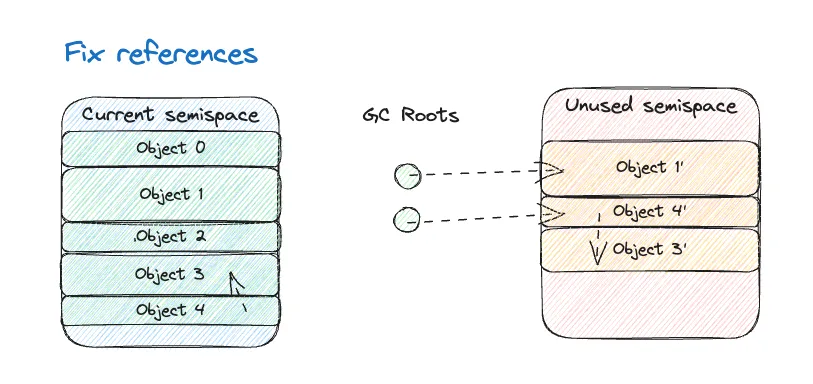 Fix references
Current semispace
Object 0
Object 1
Object 2
Object 3
Object 4
GC Roots
Unused semispace
Object 1'
Object 4'
Object 3'